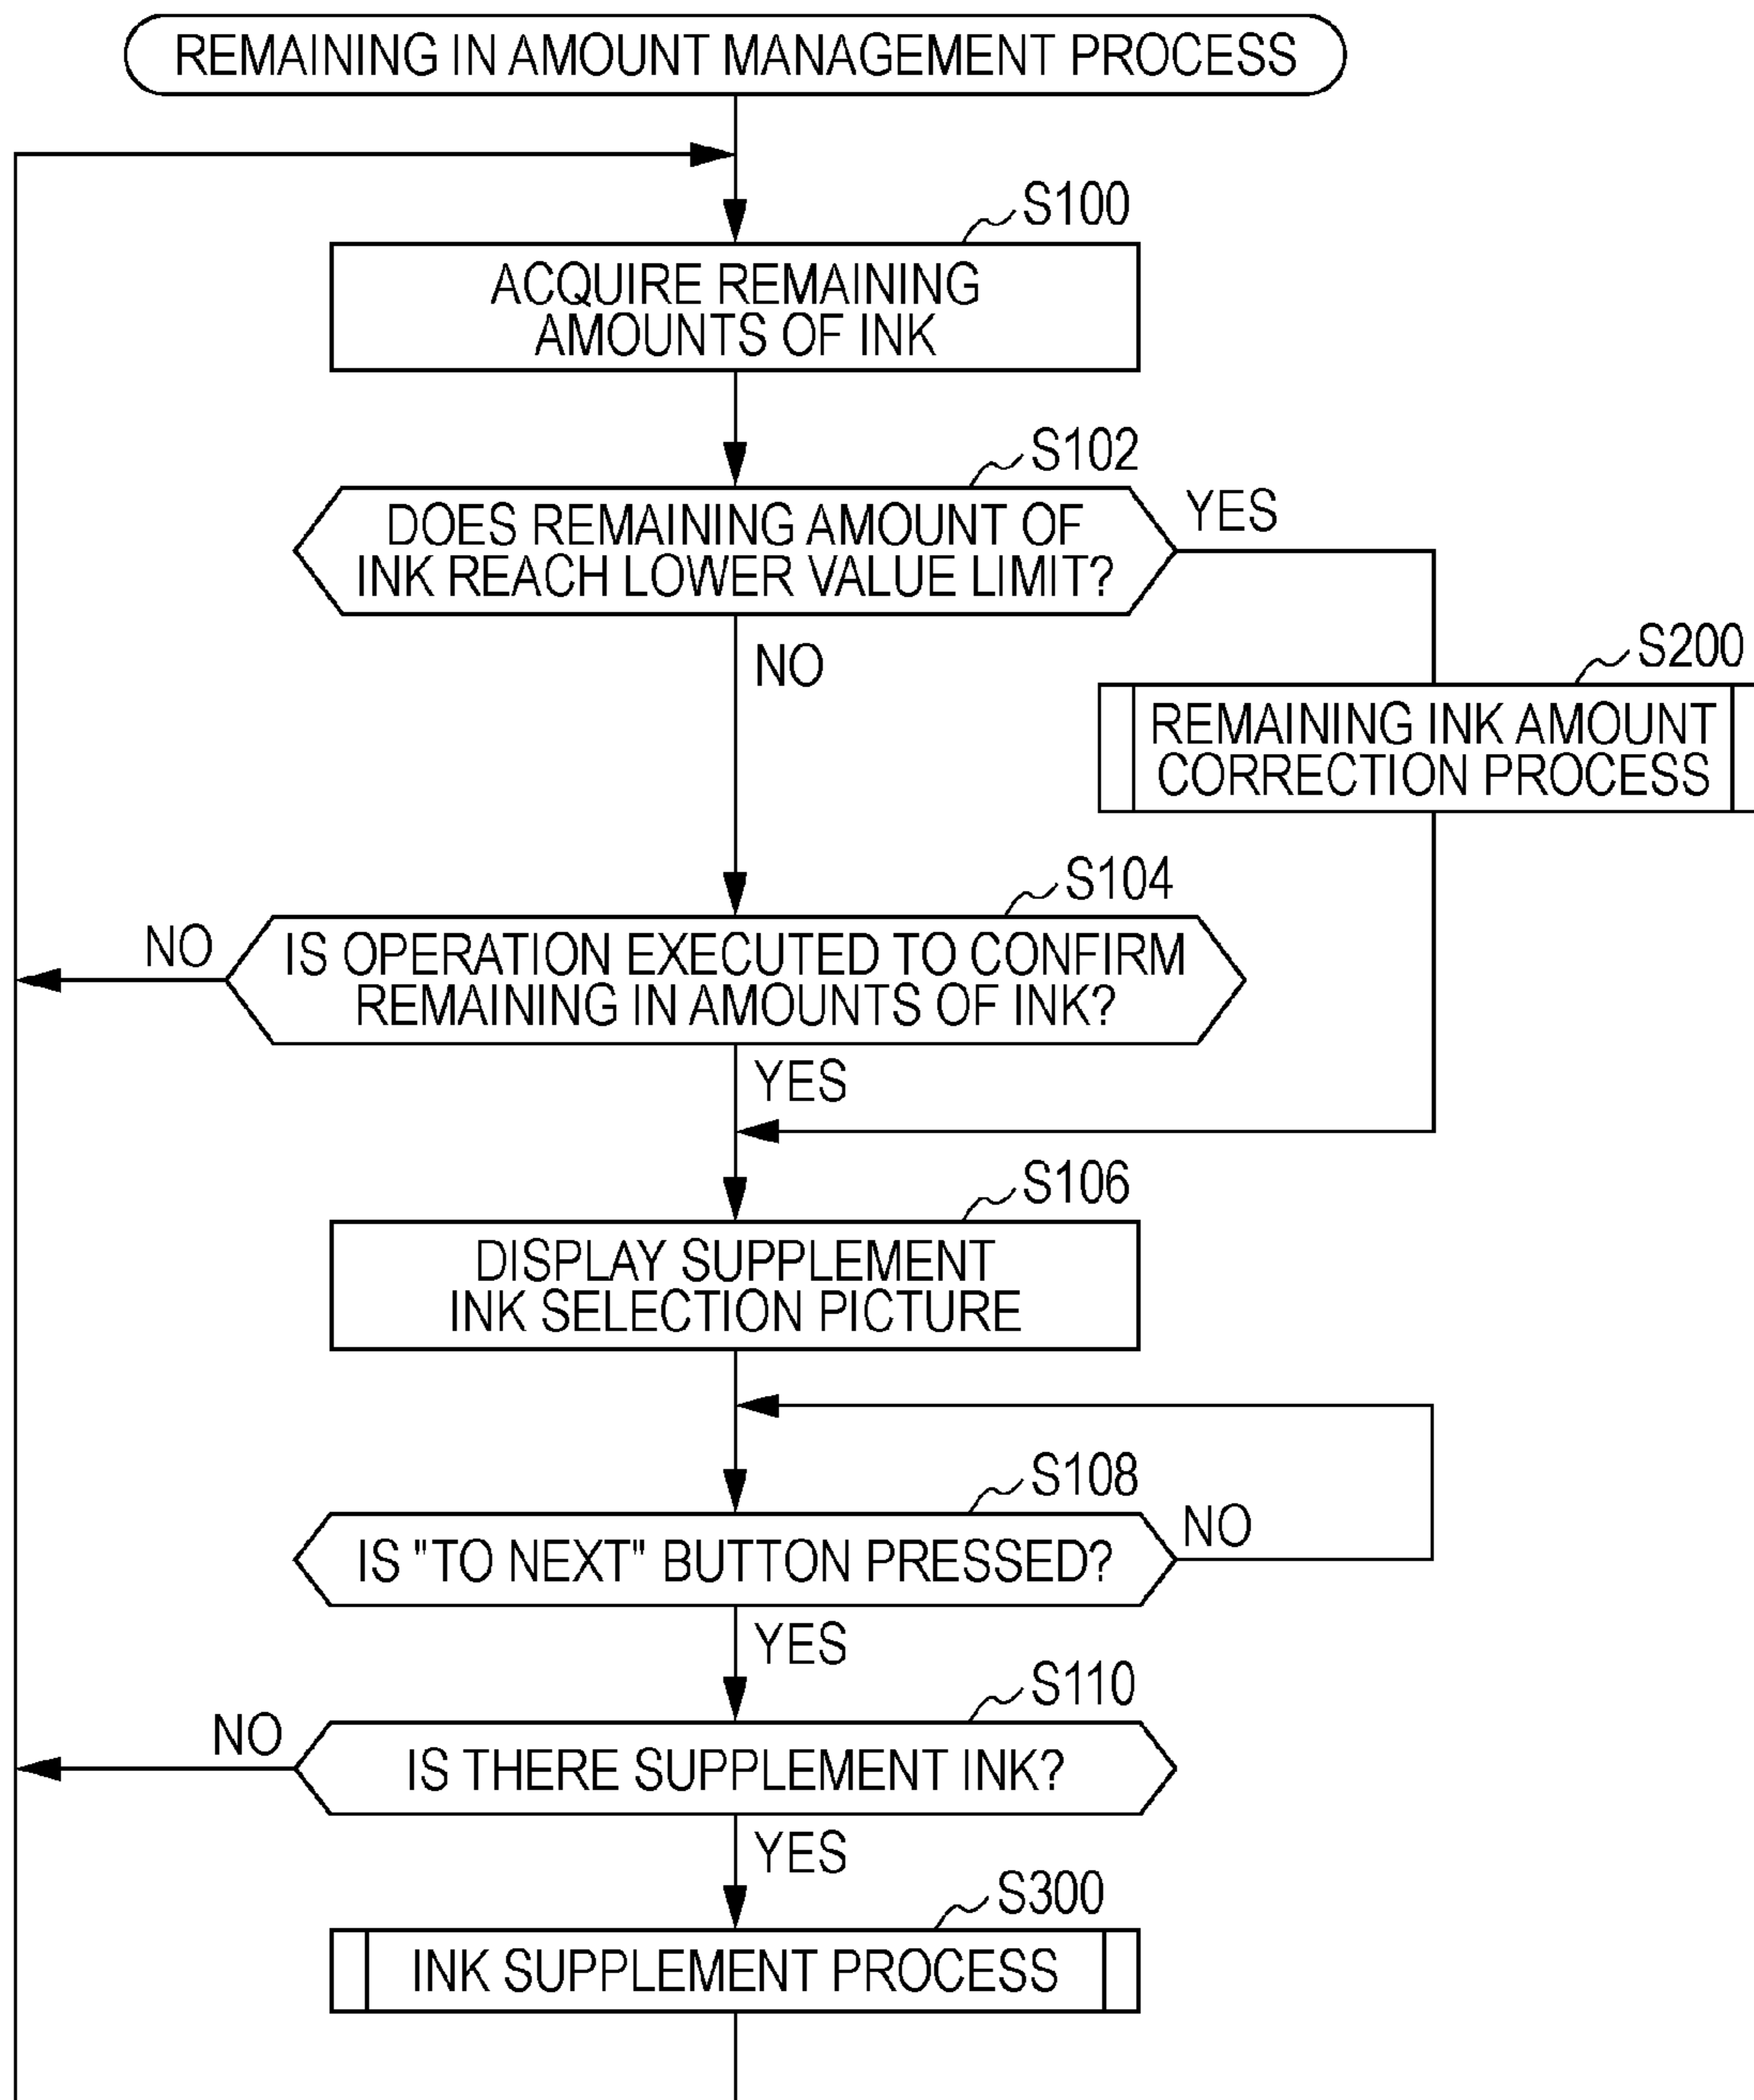 REMAINING IN AMOUNT MANAGEMENT PROCESS
S100
ACQUIRE REMAINING
AMOUNTS OF INK
S102
DOES REMAINING AMOUNT OF
INK REACH LOWER VALUE LIMIT?
YES
NO
S200
REMAINING INK AMOUNT
CORRECTION PROCESS
S104
NO
IS OPERATION EXECUTED TO CONFIRM
REMAINING IN AMOUNTS OF INK?
YES
S106
DISPLAY SUPPLEMENT
INK SELECTION PICTURE
S108
IS "TO NEXT" BUTTON PRESSED?
NO
YES
S110
NO
IS THERE SUPPLEMENT INK?
YES
S300
INK SUPPLEMENT PROCESS